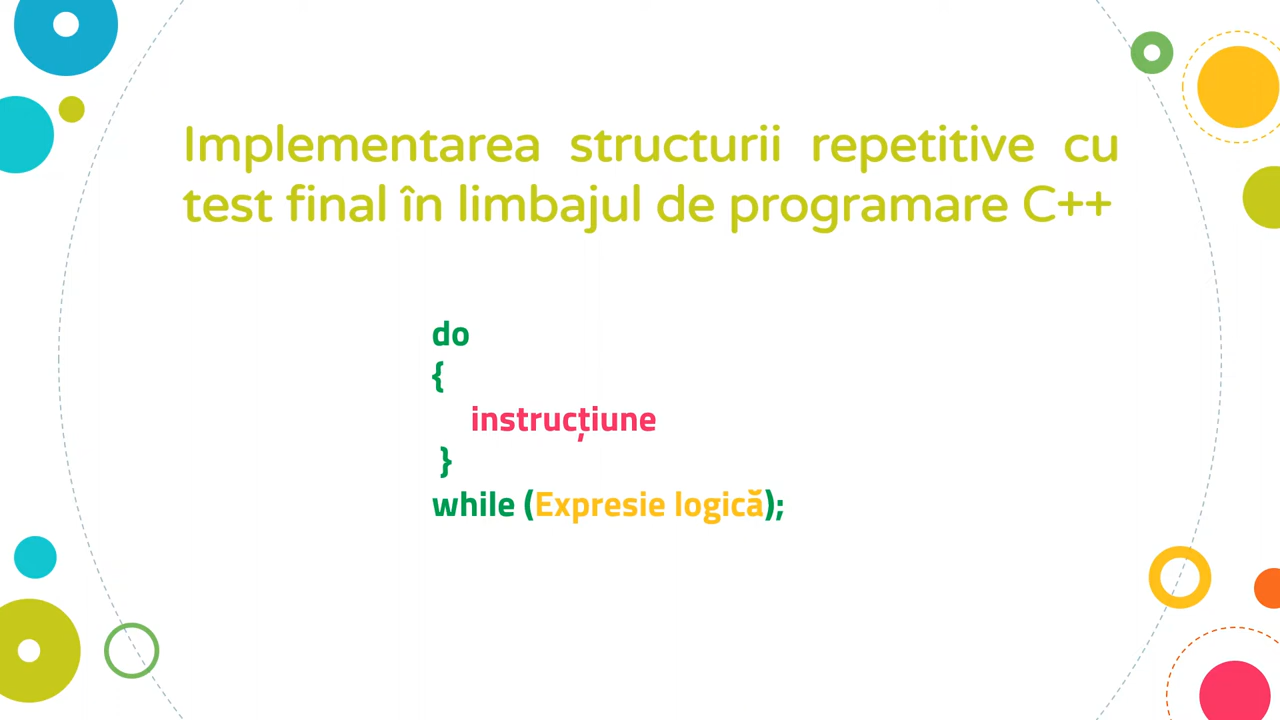 Implementarea structurii repetitive cu
test final în limbajul de programare C++
do
{
instrucțiune
}
while (Expresie logică);